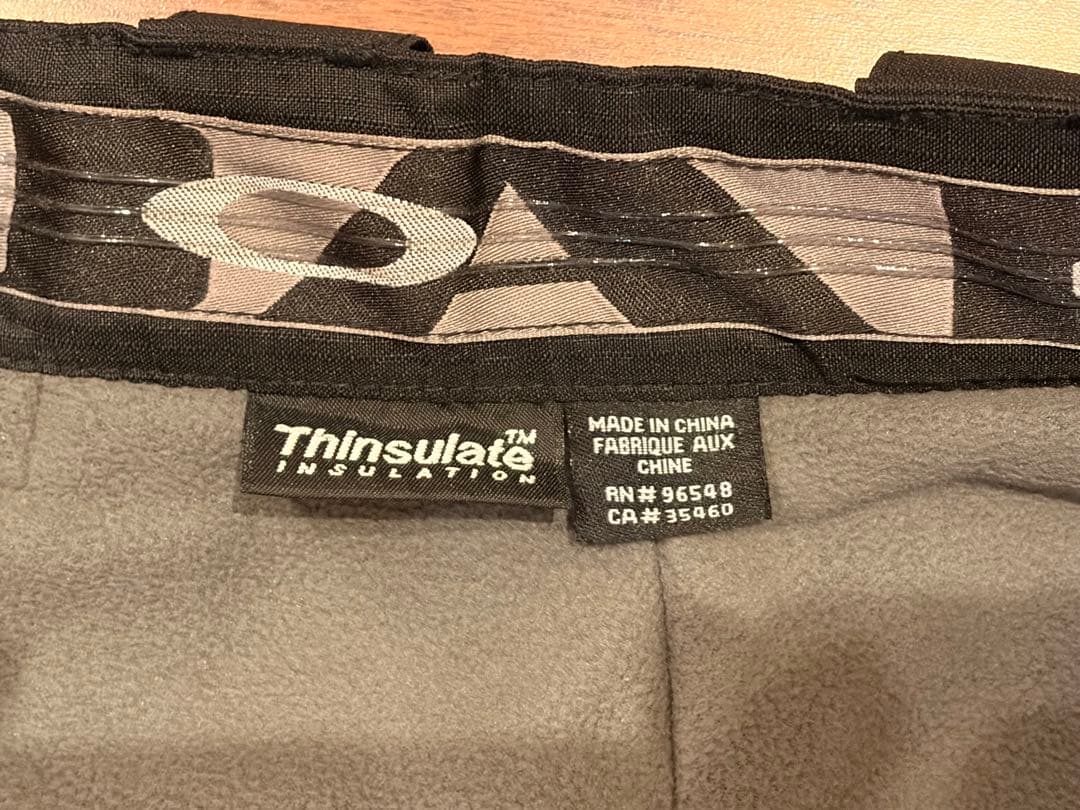 Thinsulate™
INSULATION
MADE IN CHINA
FABRIQUE AUX
CHINE
RN# 96548
CA# 35460